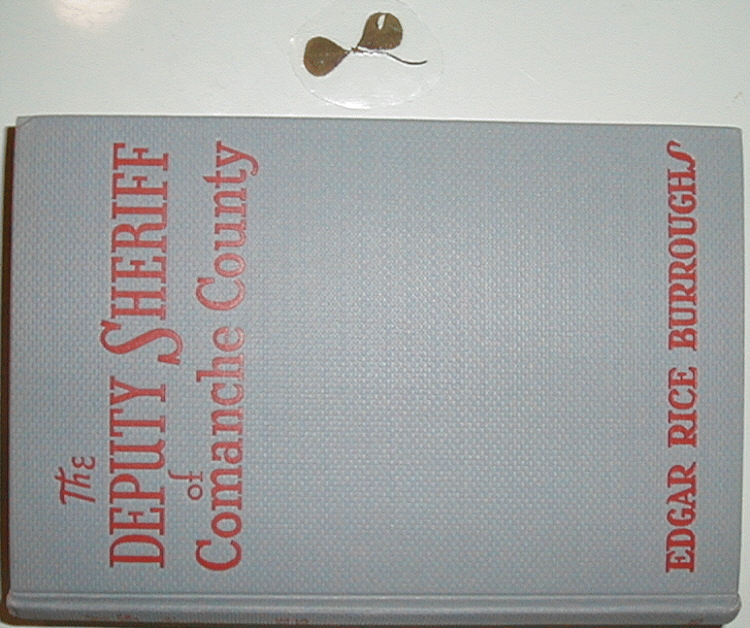 The
DEPUTY SHERIFF
of
Comanche County
EDGAR RICE BURROUGHS